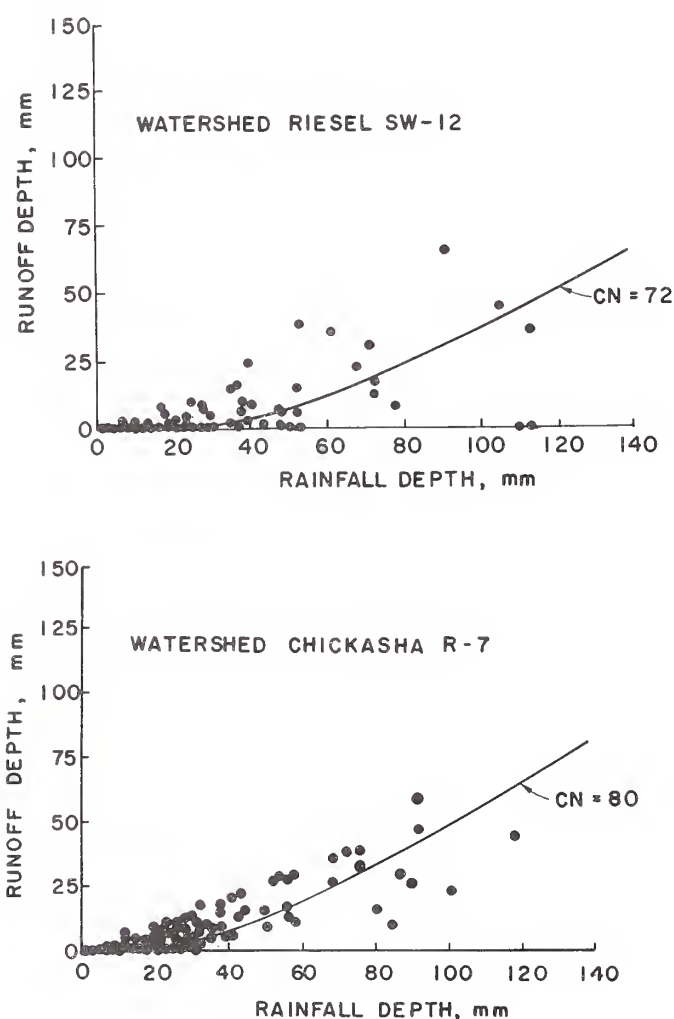 150
125
100
75
50
25
0
RUNOFF DEPTH, mm
WATERSHED RIESEL SW-12
CN = 72
20 40 60 80 100 120 140
RAINFALL DEPTH, mm
150
125
100
75
50
25
0
RUNOFF DEPTH, mm
WATERSHED CHICKASHA R-7
CN = 80
0 20 40 60 80 100 120 140
RAINFALL DEPTH, mm